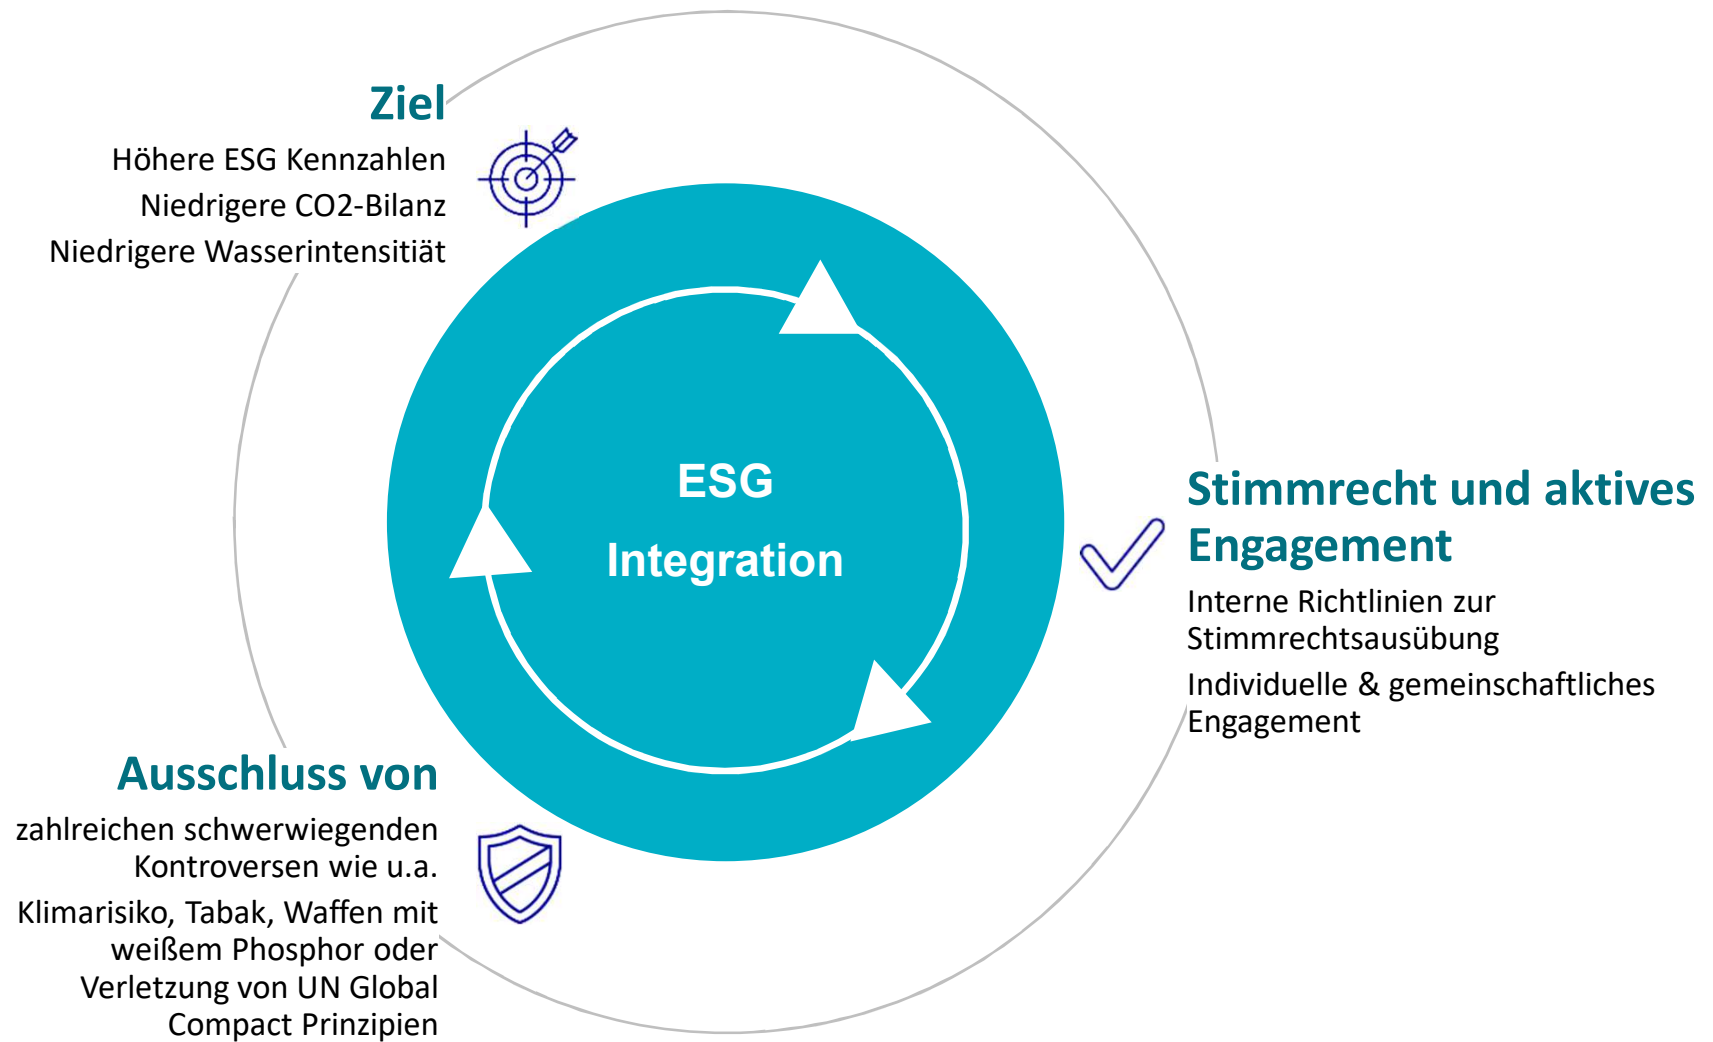 Ziel
Höhere ESG Kennzahlen
Niedrigere CO2-Bilanz
Niedrigere Wasserintensitiät
ESG
Integration
Stimmrecht und aktives
Engagement
Interne Richtlinien zur
Stimmrechtsausübung
Individuelle & gemeinschaftliches
Engagement
Ausschluss von
zahlreichen schwerwiegenden
Kontroversen wie u.a.
Klimarisiko, Tabak, Waffen mit
weißem Phosphor oder
Verletzung von UN Global
Compact Prinzipien